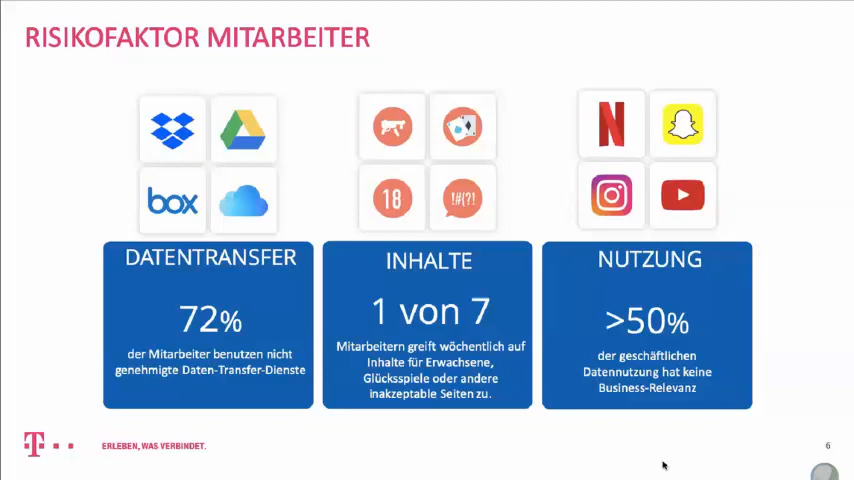 RISIKOFAKTOR MITARBEITER
box
18
!#(?!
N
DATENTRANSFER
72%
der Mitarbeiter benutzen nicht
genehmigte Daten-Transfer-Dienste
INHALTE
1 von 7
Mitarbeitern greift wöchentlich auf
Inhalte für Erwachsene,
Glücksspiele oder andere
inakzeptable Seiten zu.
NUTZUNG
>50%
der geschäftlichen
Datennutzung hat keine
Business-Relevanz
T
ERLEBEN, WAS VERBINDET.
6